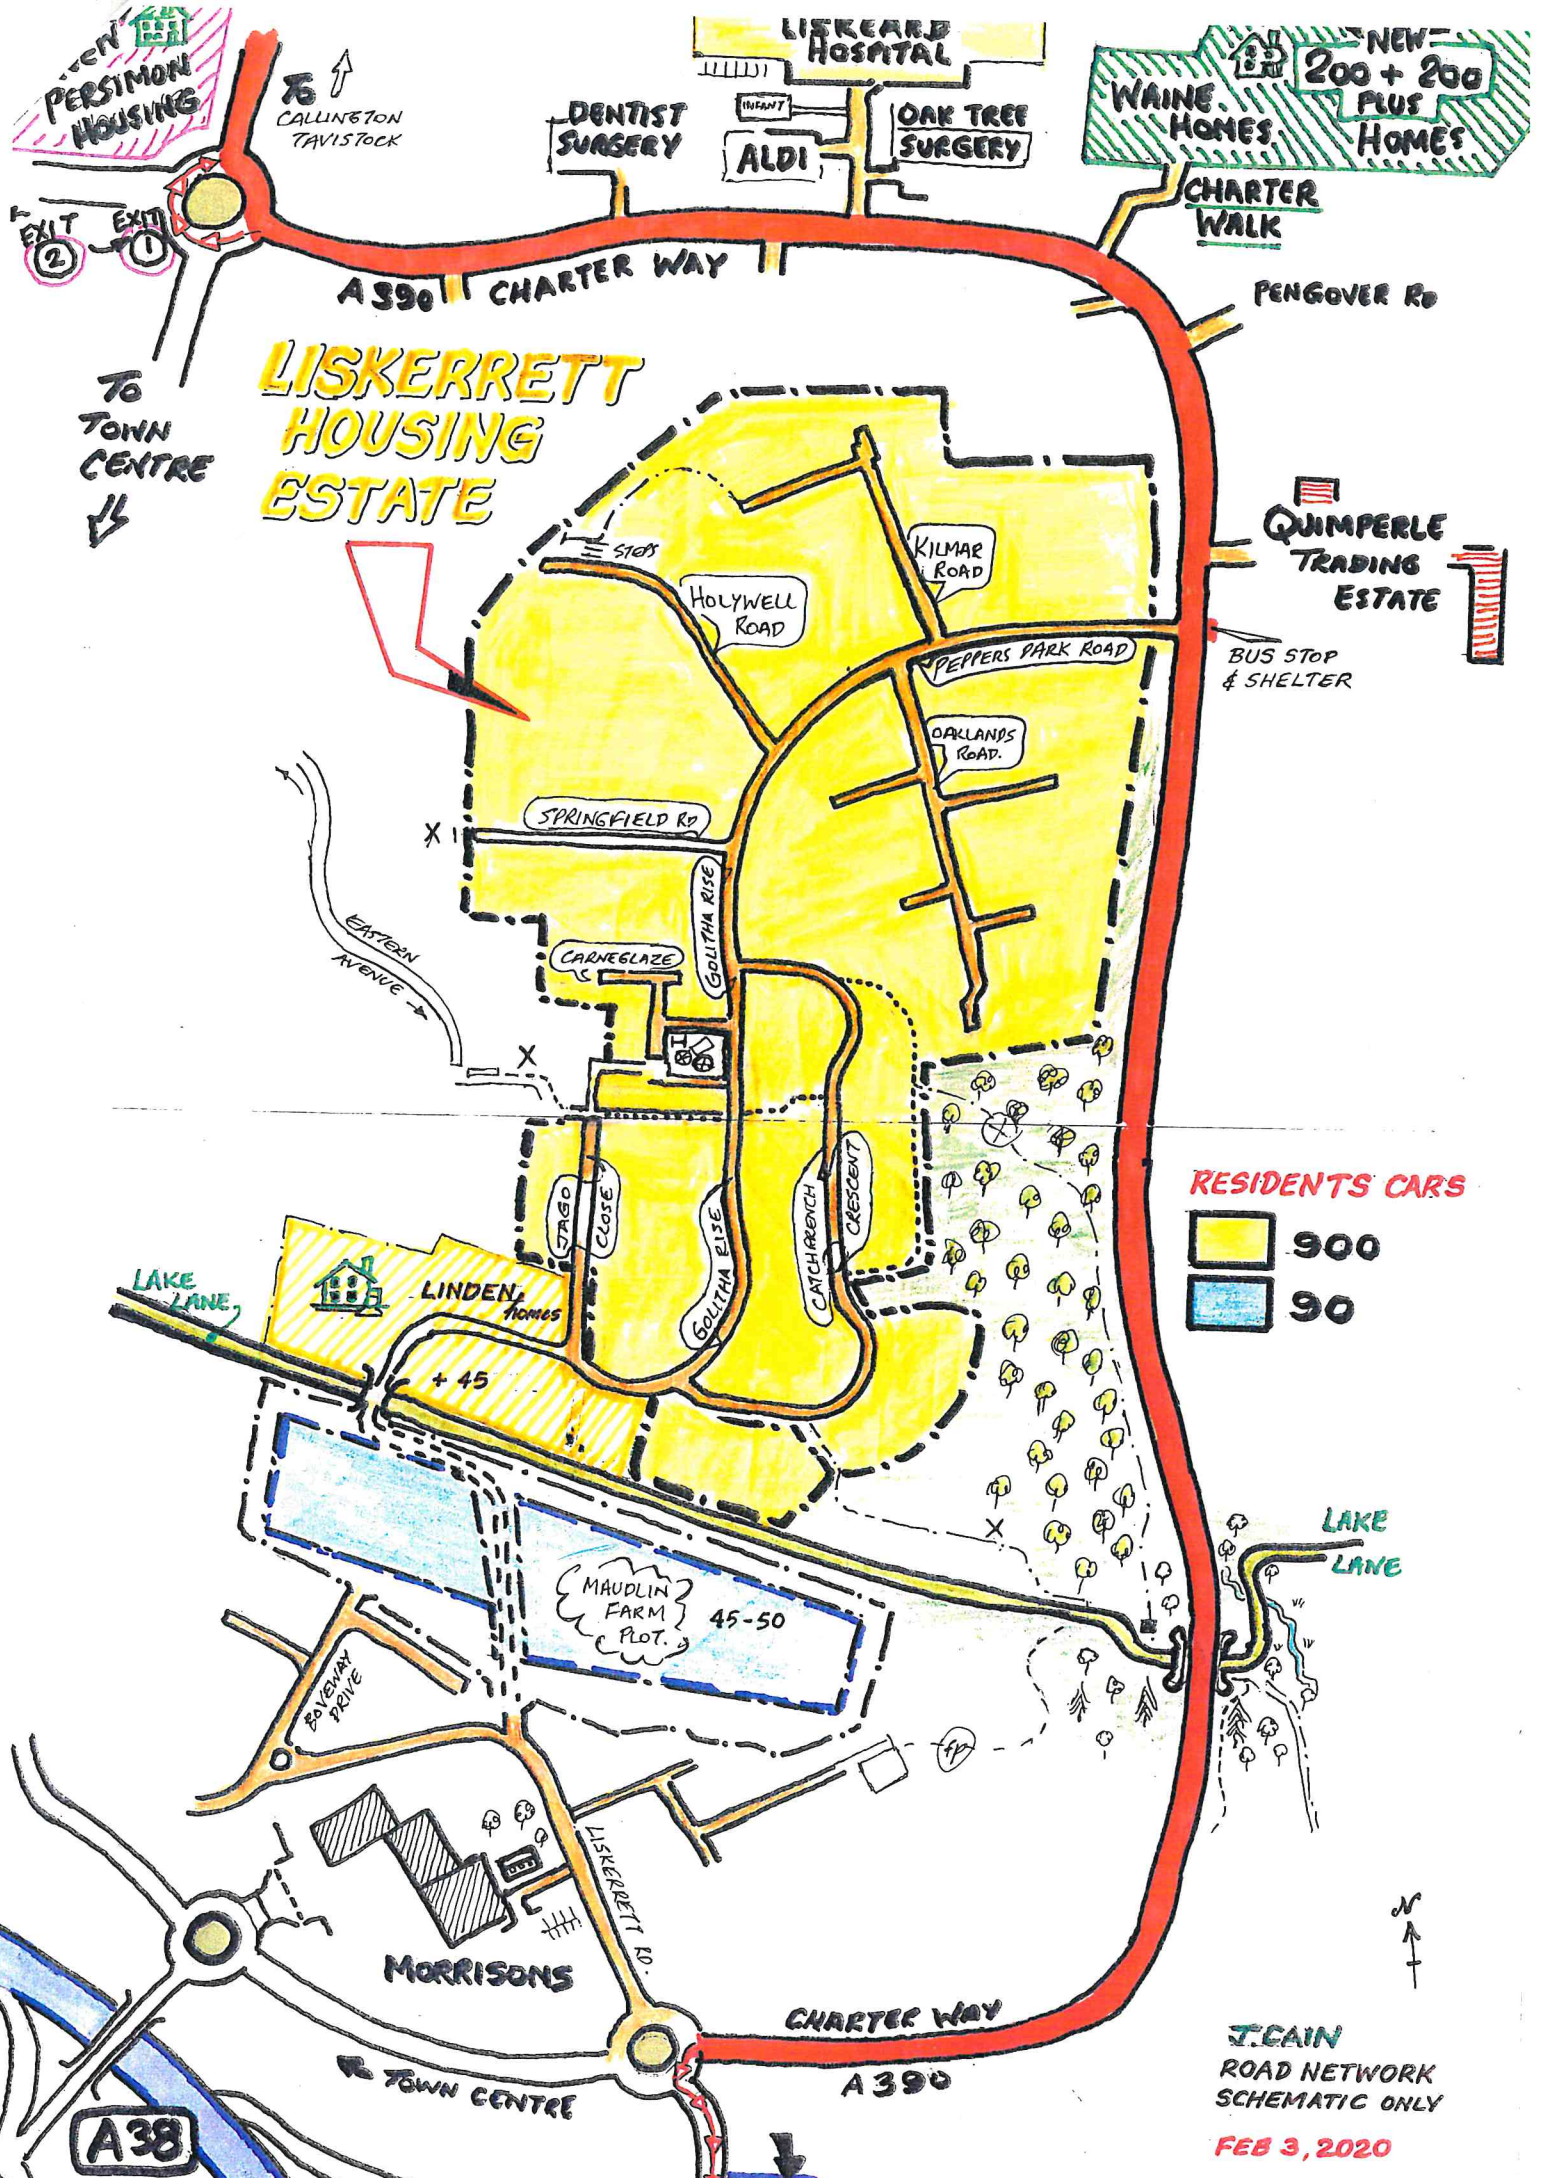 PERSIMON
HOUSING
TO
CALLINGTON
TAVISTOCK
LISKEARD
HOSPITAL
DENTIST
SURGERY
INFANT
ALDI
OAK TREE
SURGERY
WAINE
HOMES
NEW
200 + 200
PLUS
HOMES
CHARTER
WALK
EXIT
2
EXIT
1
A390
CHARTER WAY
PENGOVER RD
TO
TOWN
CENTRE
LISKERRETT
HOUSING
ESTATE
STEPS
HOLYWELL
ROAD
KILMAR
ROAD
PEPPERS PARK ROAD
QUIMPERLE
TRADING
ESTATE
BUS STOP
& SHELTER
OAKLANDS
ROAD.
X
SPRINGFIELD RD
GOLITHA RISE
EASTERN
AVENUE
CARNEGLAZE
X
JAGO
CLOSE
GOLITHA RISE
CATCHFRENCH
CRESCENT
RESIDENTS CARS
900
90
LAKE
LANE
LINDEN
HOMES
+ 45
X
LAKE
LANE
MAUDLIN
FARM
PLOT.
45-50
BOVEWAY
DRIVE
fp
LISKERRETT RD.
MORRISONS
N
CHARTER WAY
A390
TOWN CENTRE
A38
J.CAIN
ROAD NETWORK
SCHEMATIC ONLY
FEB 3, 2020